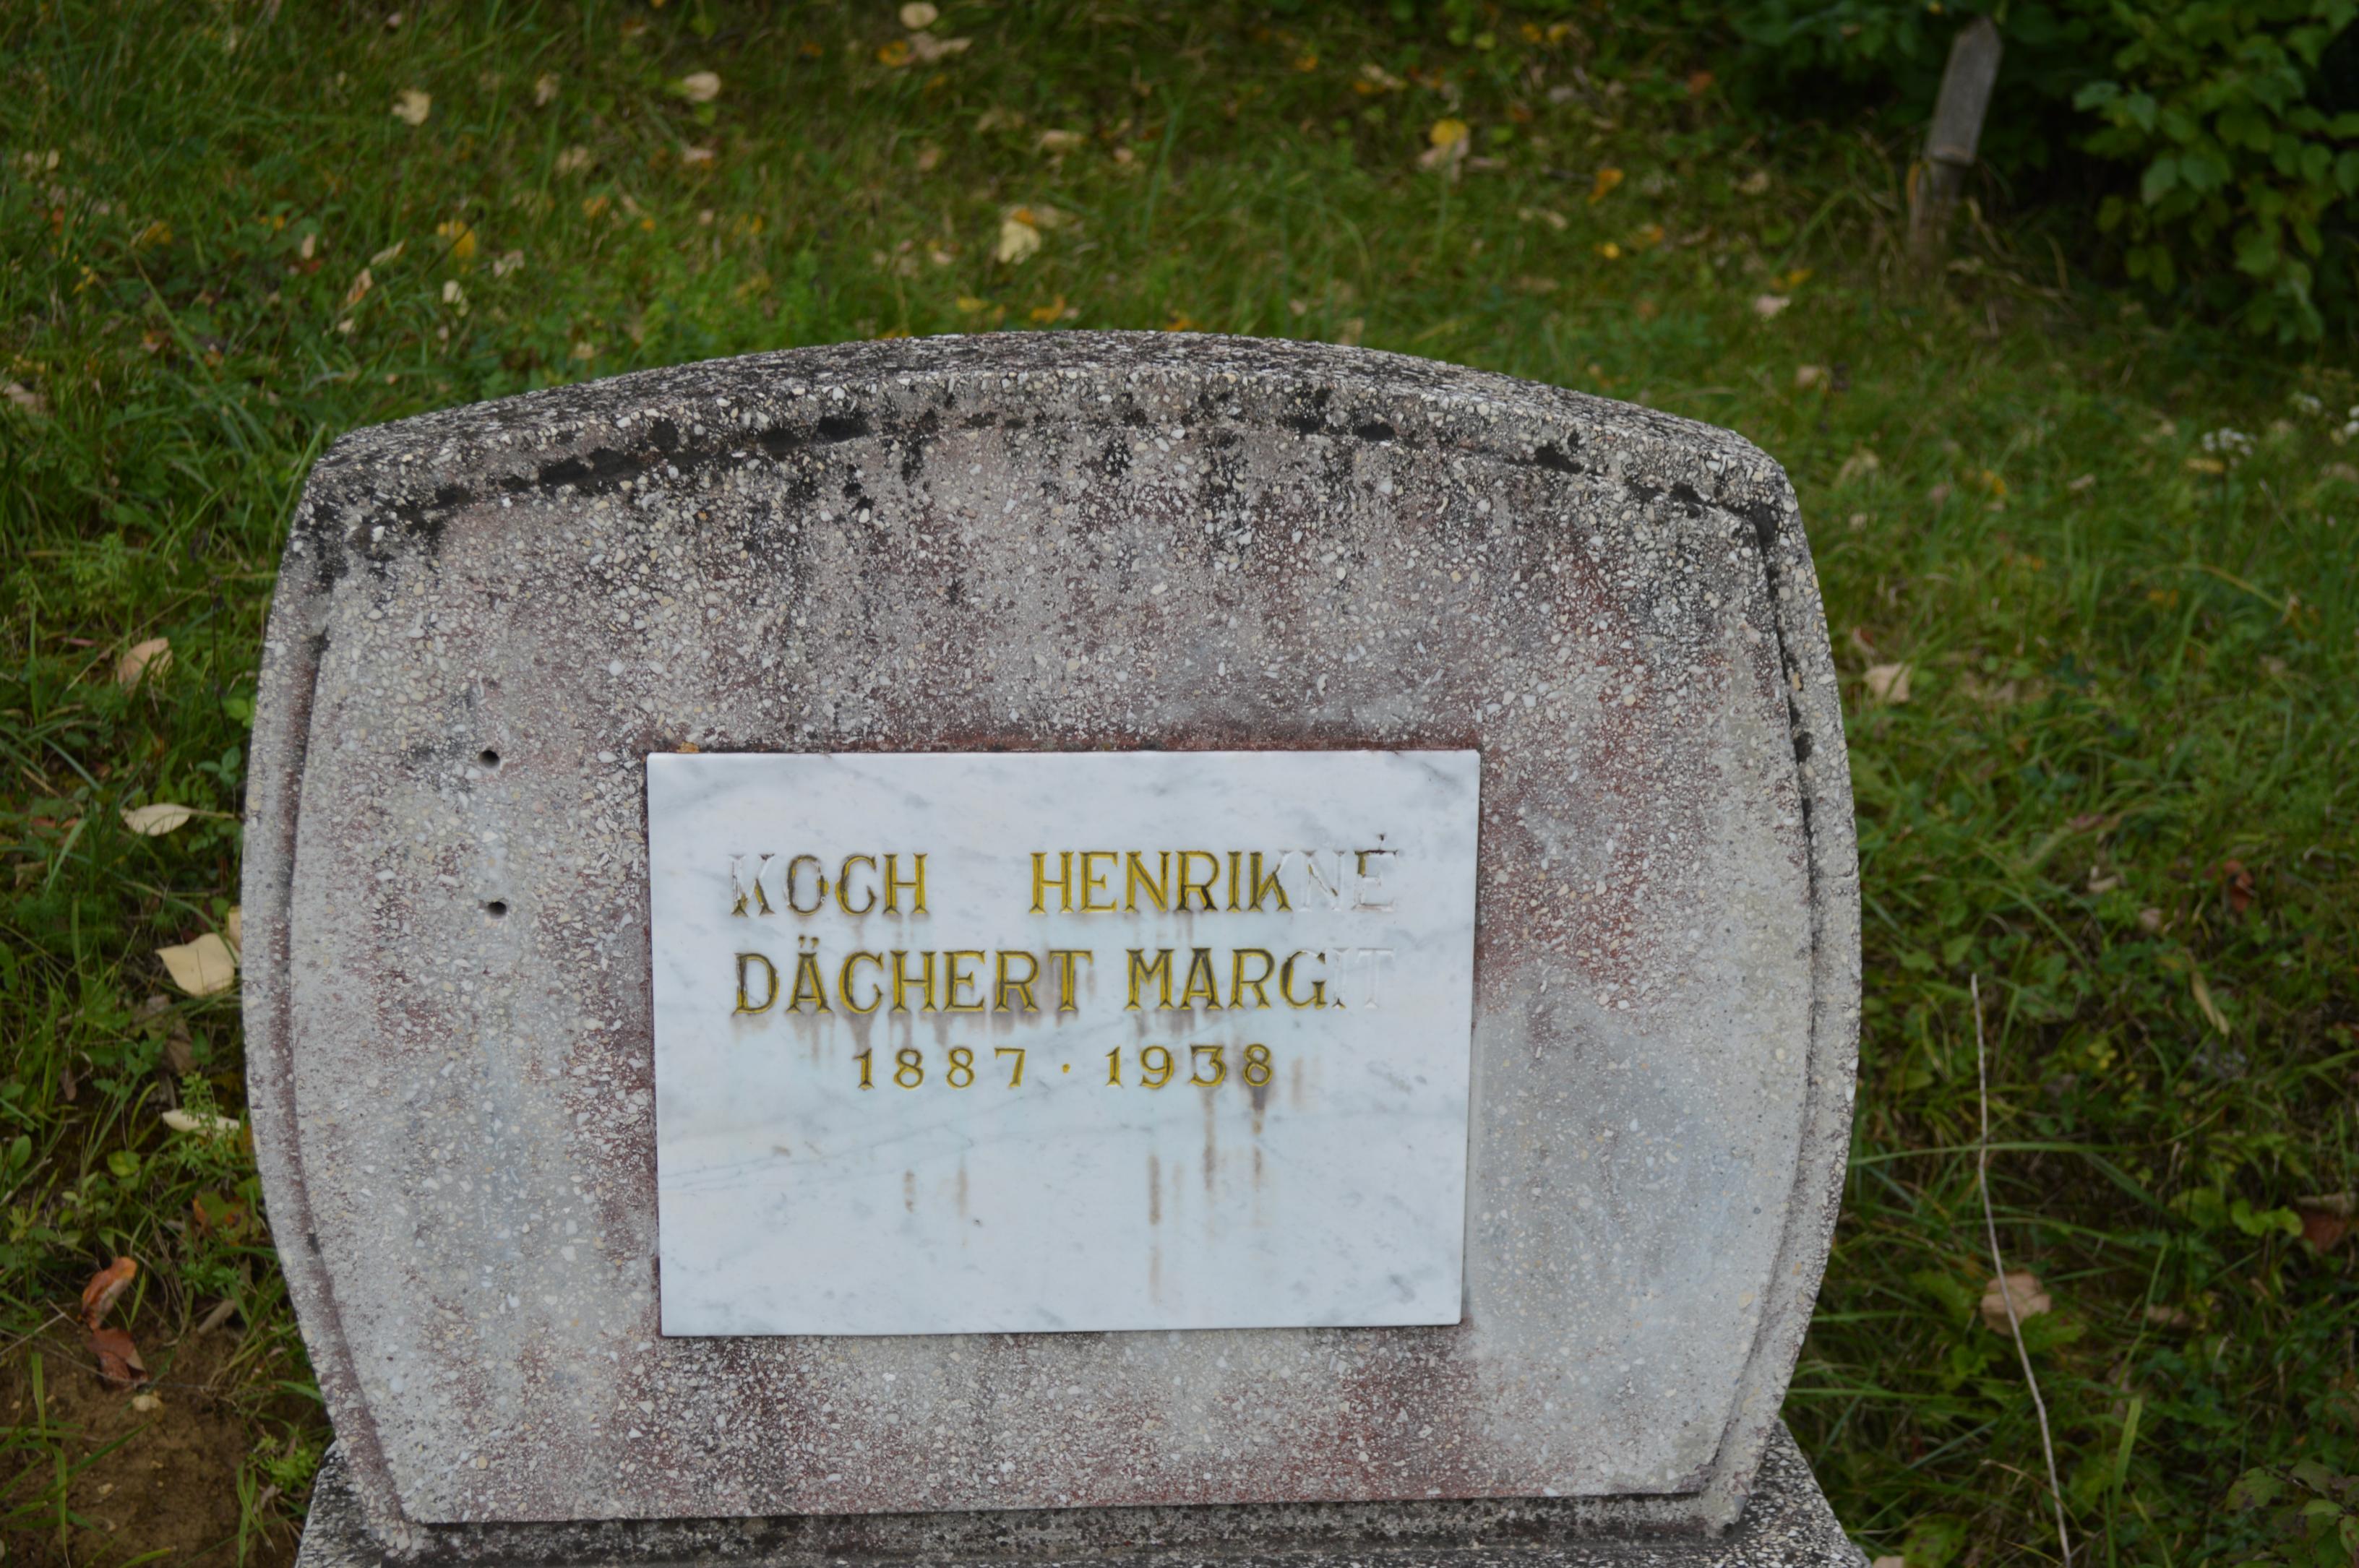 KOCH HENRIKNÉ
DÄCHERT MARGIT
1887 · 1938